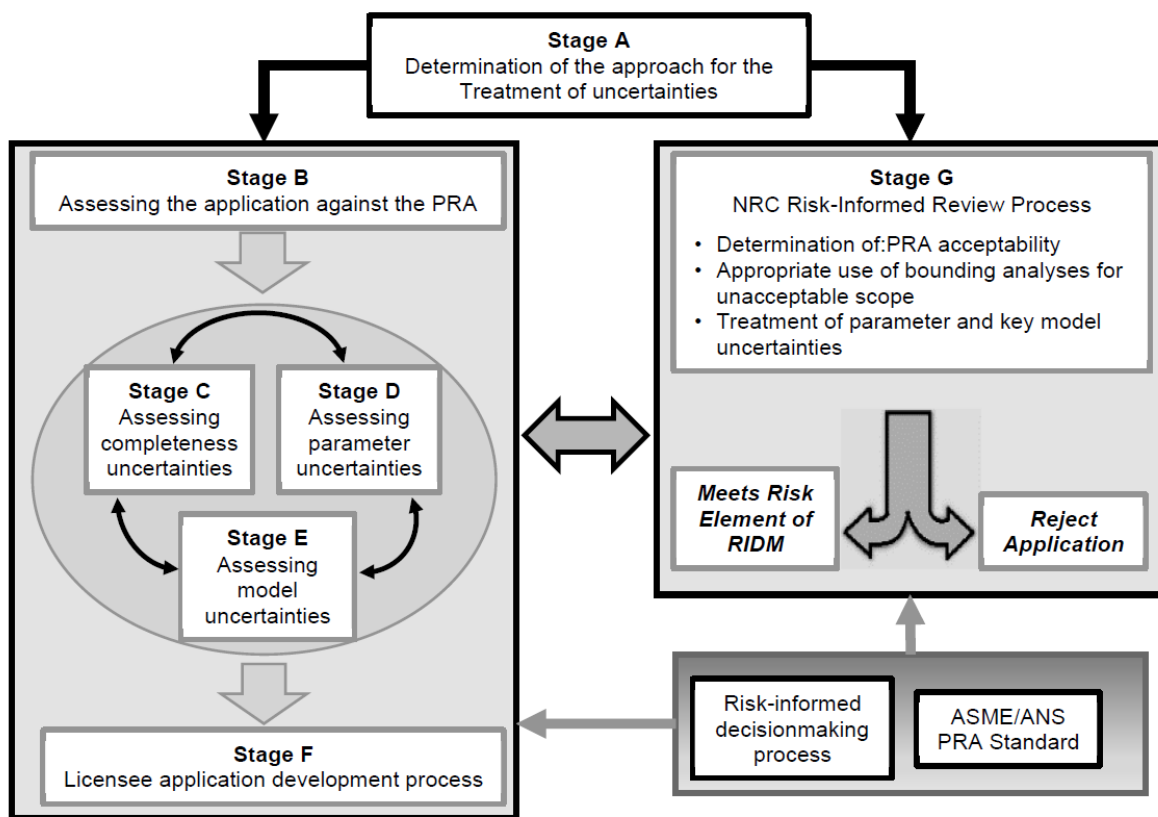 Stage A
Determination of the approach for the
Treatment of uncertainties
Stage B
Assessing the application against the PRA
Stage C
Assessing
completeness
uncertainties
Stage D
Assessing
parameter
uncertainties
Stage E
Assessing
model
uncertainties
Stage F
Licensee application development process
Stage G
NRC Risk-Informed Review Process
• Determination of:PRA acceptability
• Appropriate use of bounding analyses for
unacceptable scope
• Treatment of parameter and key model
uncertainties
Meets Risk
Element of
RIDM
Reject
Application
Risk-informed
decisionmaking
process
ASME/ANS
PRA Standard